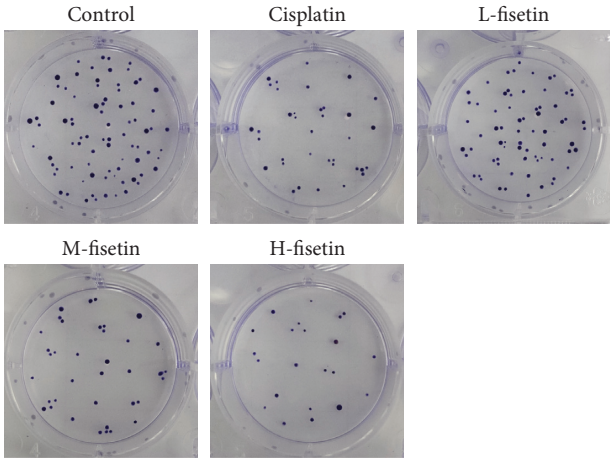 Control
Cisplatin
L-fisetin
M-fisetin
H-fisetin